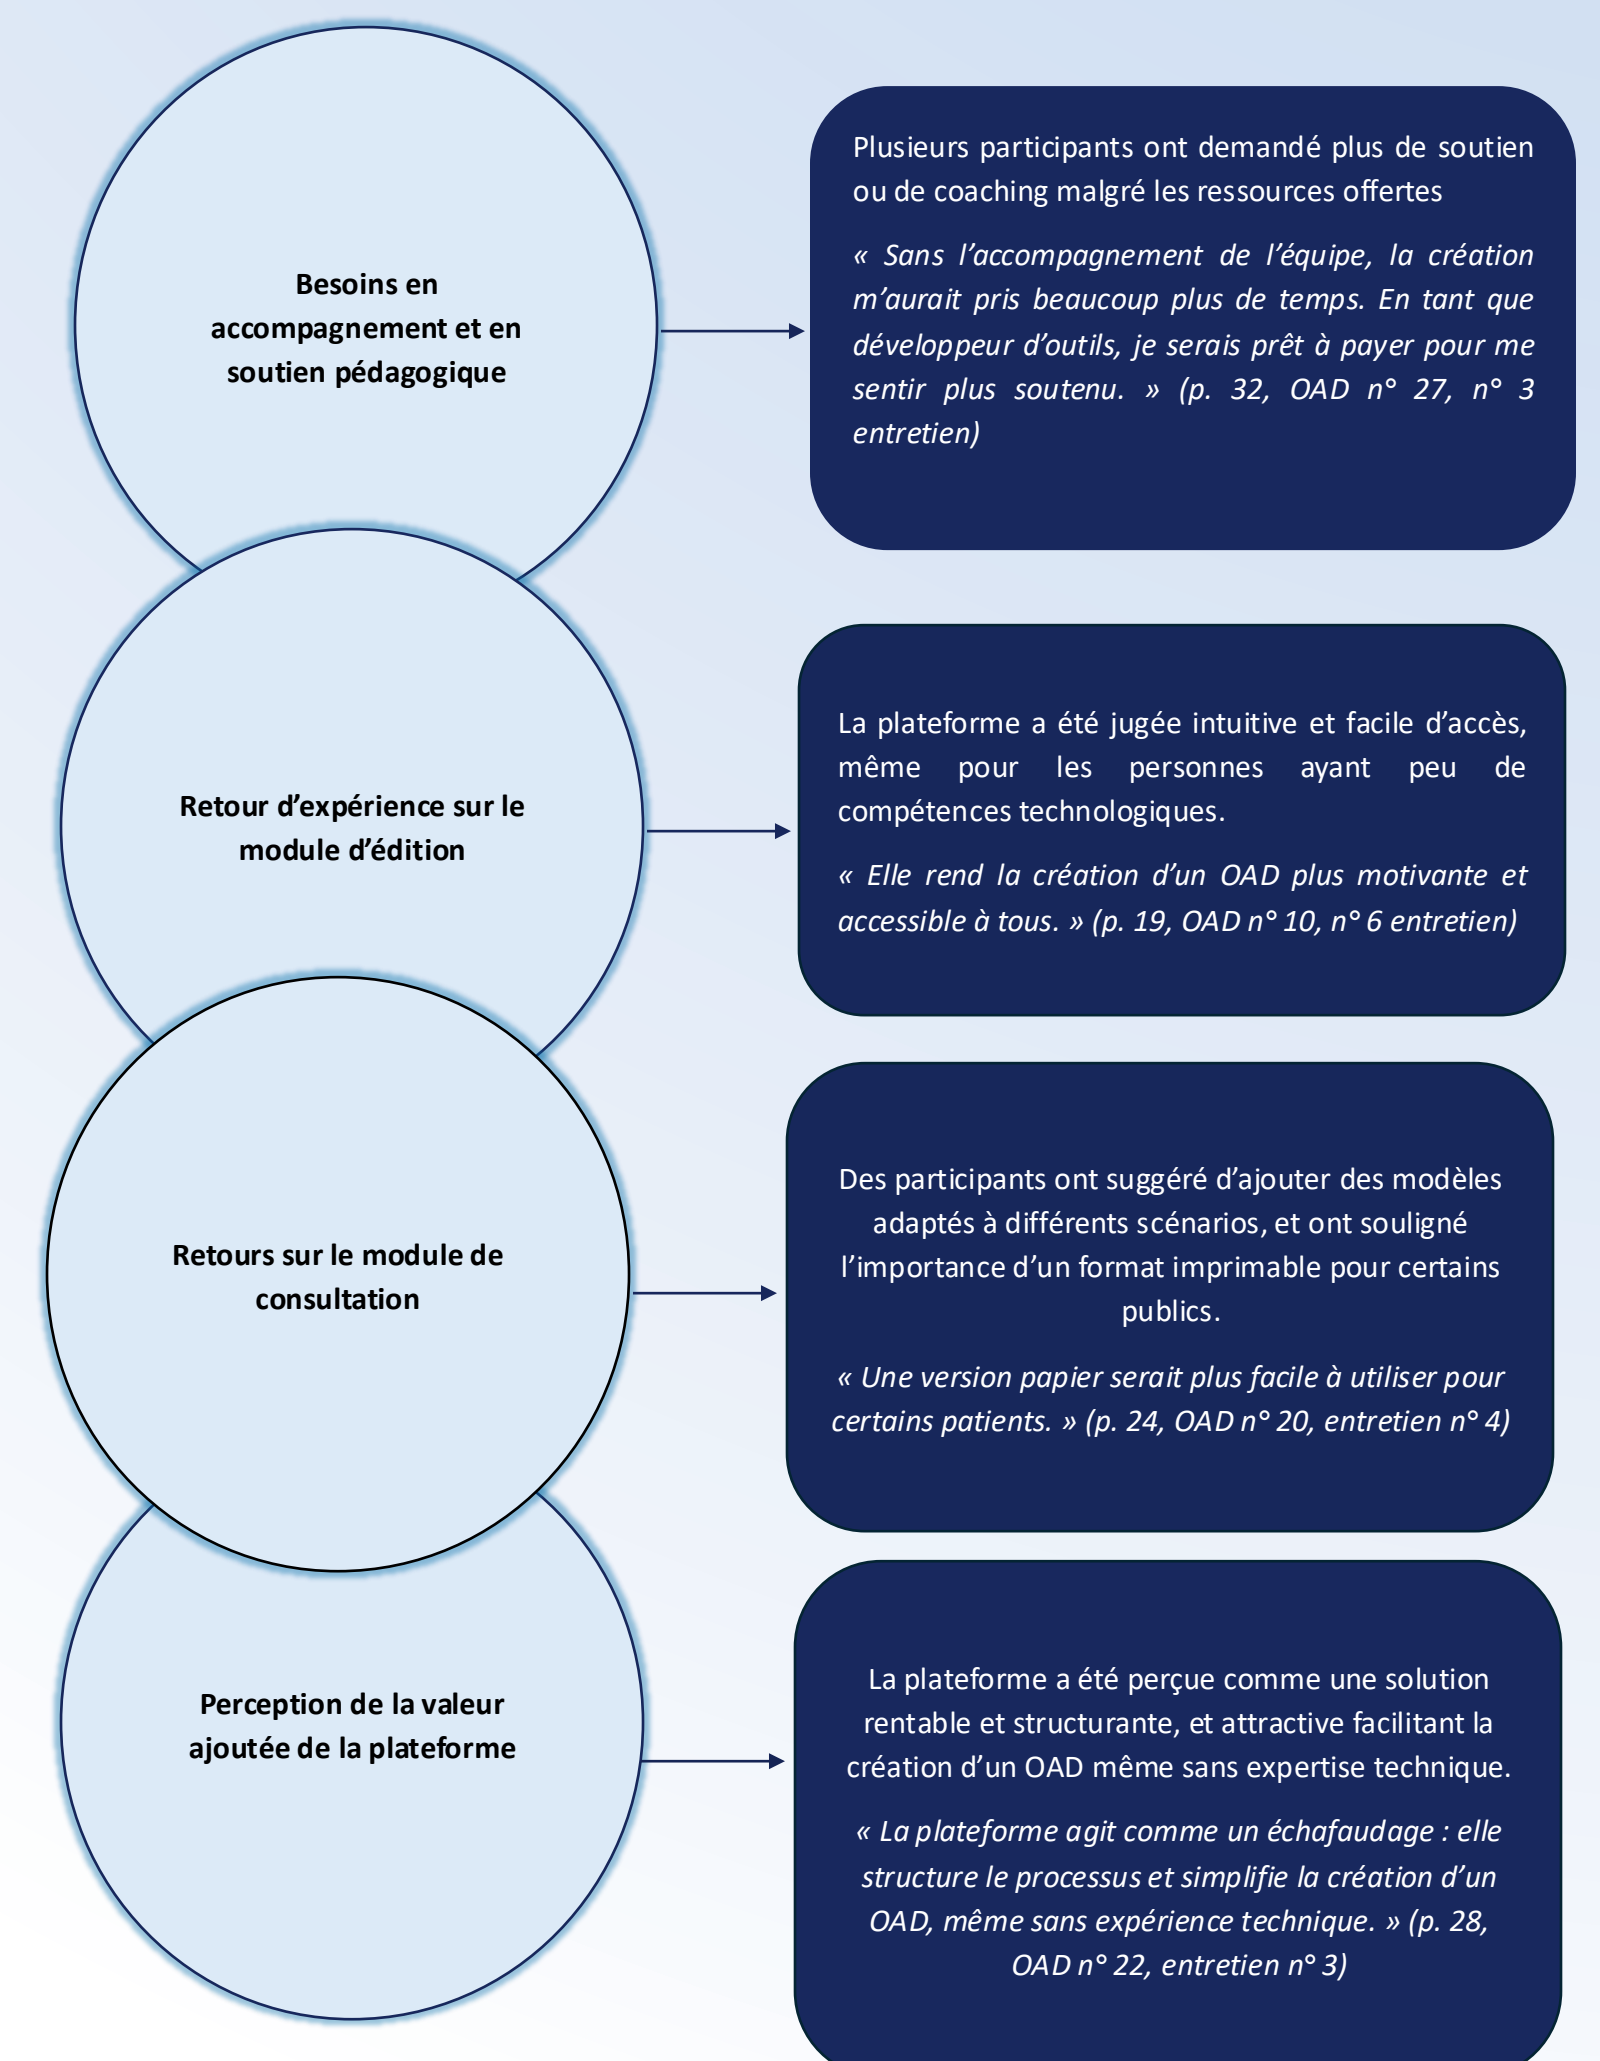 Besoins en
accompagnement et en
soutien pédagogique
Plusieurs participants ont demandé plus de soutien
ou de coaching malgré les ressources offertes
« Sans l’accompagnement de l’équipe, la création
m’aurait pris beaucoup plus de temps. En tant que
développeur d’outils, je serais prêt à payer pour me
sentir plus soutenu. » (p. 32, OAD n° 27, n° 3
entretien)
Retour d’expérience sur le
module d’édition
La plateforme a été jugée intuitive et facile d’accès,
même pour les personnes ayant peu de
compétences technologiques.
« Elle rend la création d’un OAD plus motivante et
accessible à tous. » (p. 19, OAD n° 10, n° 6 entretien)
Retours sur le module de
consultation
Des participants ont suggéré d’ajouter des modèles
adaptés à différents scénarios, et ont souligné
l’importance d’un format imprimable pour certains
publics.
« Une version papier serait plus facile à utiliser pour
certains patients. » (p. 24, OAD n° 20, entretien n° 4)
Perception de la valeur
ajoutée de la plateforme
La plateforme a été perçue comme une solution
rentable et structurante, et attractive facilitant la
création d’un OAD même sans expertise technique.
« La plateforme agit comme un échafaudage : elle
structure le processus et simplifie la création d’un
OAD, même sans expérience technique. » (p. 28,
OAD n° 22, entretien n° 3)